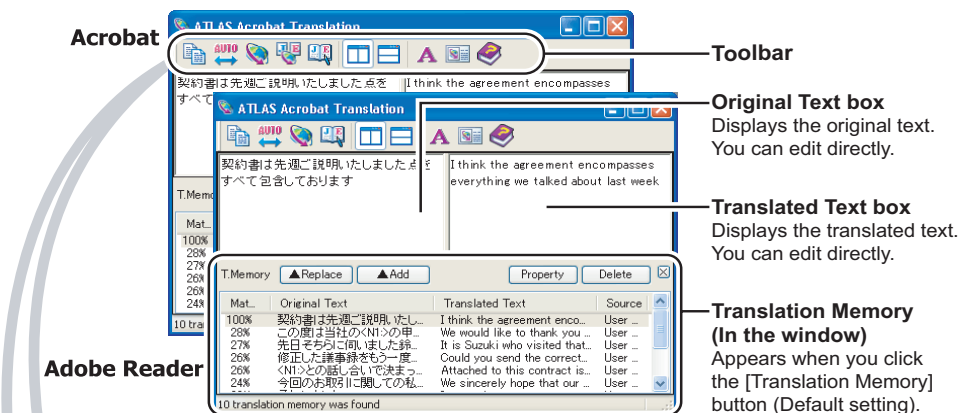 Acrobat
ATLAS Acrobat Translation
AUTO
A
契約書は先週ご説明いたしました点を
すべて
I think the agreement encompasses
T.Memo
Mat...
100%
28%
27%
26%
26%
24%
10 tra
Adobe Reader
ATLAS Acrobat Translation
AUTO
A
契約書は先週ご説明いたしました点を
すべて包含しております
I think the agreement encompasses
everything we talked about last week
T.Memory ▲Replace ▲Add Property Delete
Mat... Original Text Translated Text Source
100% 契約書は先週ご説明いたし... I think the agreement enco... User ...
28% この度は当社の<N1>の申... We would like to thank you ... User ...
27% 先日そちらに伺いました鈴... It is Suzuki who visited that... User ...
26% 修正した議事録をもう一度... Could you send the correct... User ...
26% <N1>との話し合いで決まっ... Attached to this contract is... User ...
24% 今回のお取引に関しての私... We sincerely hope that our ... User ...
10 translation memory was found
Toolbar
Original Text box
Displays the original text.
You can edit directly.
Translated Text box
Displays the translated text.
You can edit directly.
Translation Memory
(In the window)
Appears when you click
the [Translation Memory]
button (Default setting).